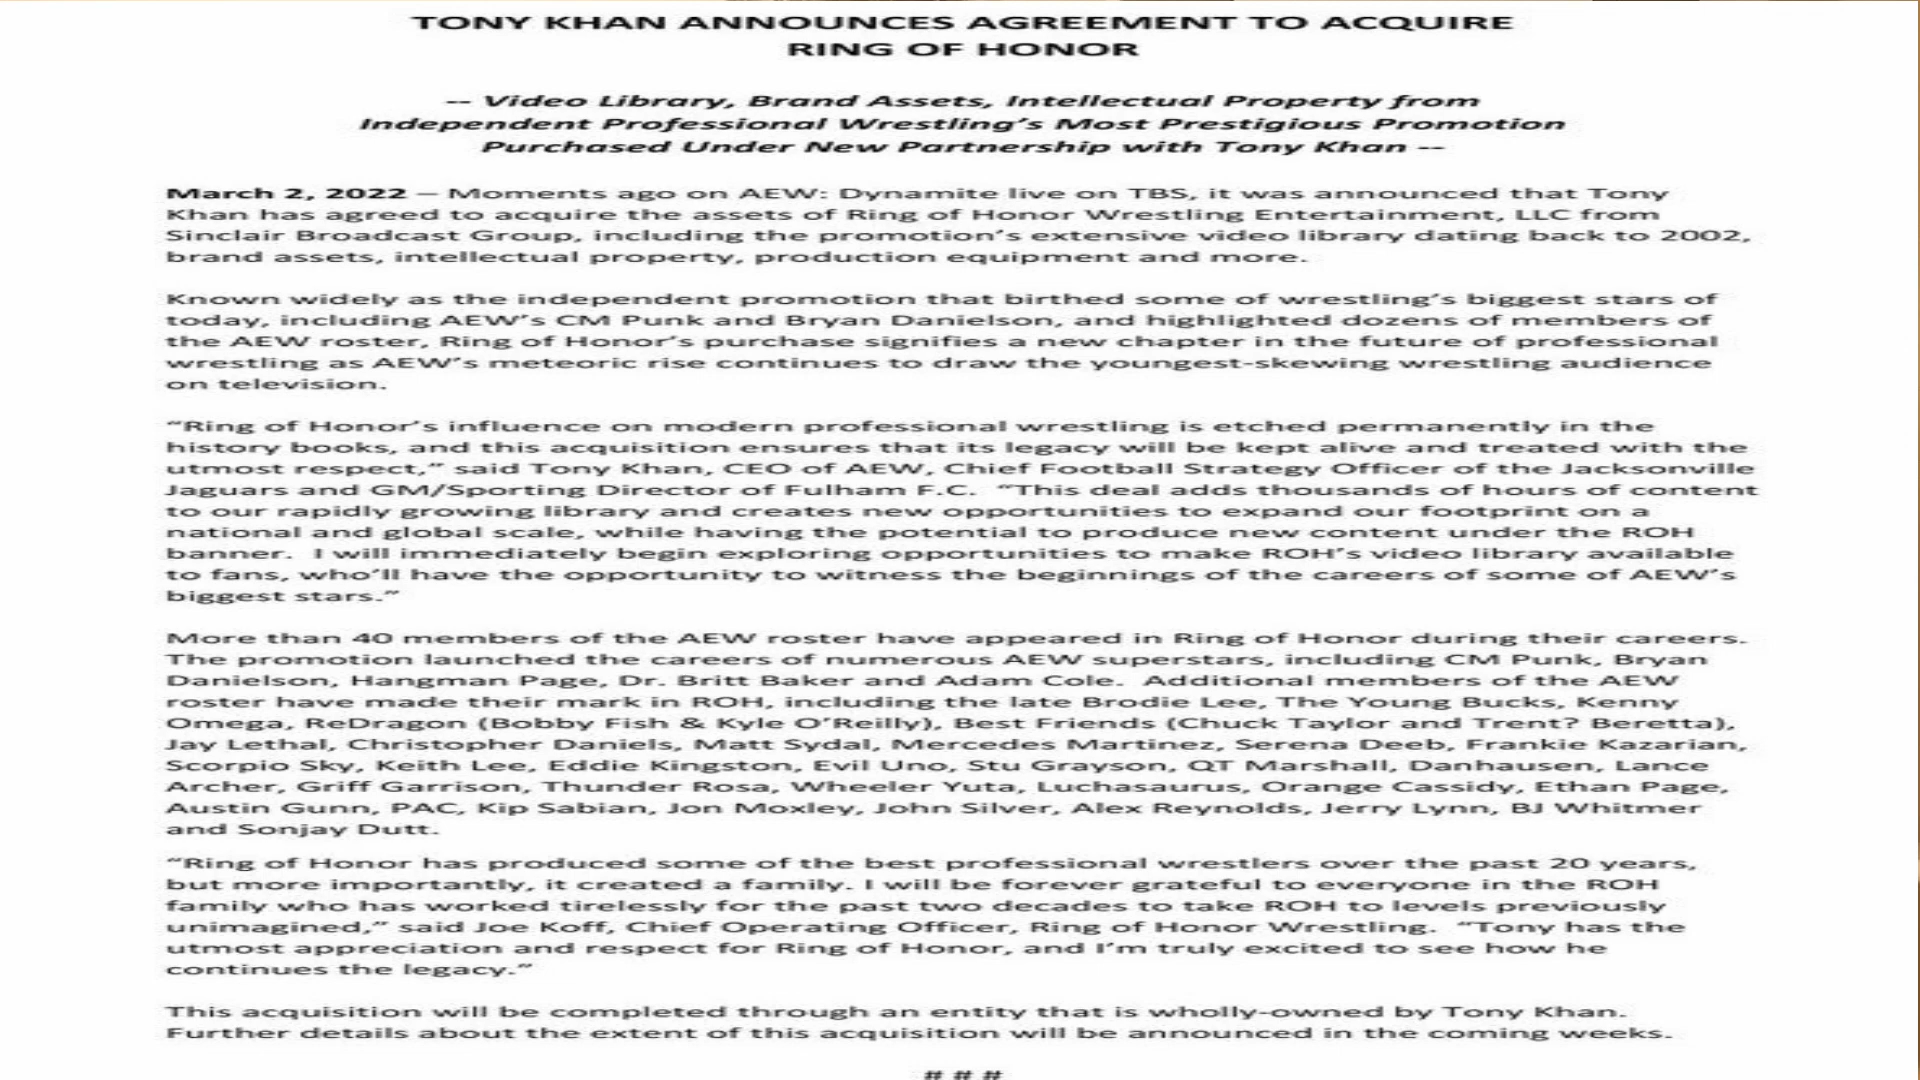 TONY KHAN ANNOUNCES AGREEMENT TO ACQUIRE
RING OF HONOR
-- Video Library, Brand Assets, Intellectual Property from
Independent Professional Wrestling's Most Prestigious Promotion
Purchased Under New Partnership with Tony Khan --
March 2, 2022 – Moments ago on AEW: Dynamite live on TBS, it was announced that Tony
Khan has agreed to acquire the assets of Ring of Honor Wrestling Entertainment, LLC from
Sinclair Broadcast Group, including the promotion's extensive video library dating back to 2002,
brand assets, intellectual property, production equipment and more.
Known widely as the independent promotion that birthed some of wrestling's biggest stars of
today, including AEW's CM Punk and Bryan Danielson, and highlighted dozens of members of
the AEW roster, Ring of Honor's purchase signifies a new chapter in the future of professional
wrestling as AEW's meteoric rise continues to draw the youngest-skewing wrestling audience
on television.
“Ring of Honor's influence on modern professional wrestling is etched permanently in the
history books, and this acquisition ensures that its legacy will be kept alive and treated with the
utmost respect,” said Tony Khan, CEO of AEW, Chief Football Strategy Officer of the Jacksonville
Jaguars and GM/Sporting Director of Fulham F.C.  “This deal adds thousands of hours of content
to our rapidly growing library and creates new opportunities to expand our footprint on a
national and global scale, while having the potential to produce new content under the ROH
banner.  I will immediately begin exploring opportunities to make ROH's video library available
to fans, who'll have the opportunity to witness the beginnings of the careers of some of AEW's
biggest stars.”
More than 40 members of the AEW roster have appeared in Ring of Honor during their careers.
The promotion launched the careers of numerous AEW superstars, including CM Punk, Bryan
Danielson, Hangman Page, Dr. Britt Baker and Adam Cole.  Additional members of the AEW
roster have made their mark in ROH, including the late Brodie Lee, The Young Bucks, Kenny
Omega, ReDragon (Bobby Fish & Kyle O'Reilly), Best Friends (Chuck Taylor and Trent? Beretta),
Jay Lethal, Christopher Daniels, Matt Sydal, Mercedes Martinez, Serena Deeb, Frankie Kazarian,
Scorpio Sky, Keith Lee, Eddie Kingston, Evil Uno, Stu Grayson, QT Marshall, Danhausen, Lance
Archer, Griff Garrison, Thunder Rosa, Wheeler Yuta, Luchasaurus, Orange Cassidy, Ethan Page,
Austin Gunn, PAC, Kip Sabian, Jon Moxley, John Silver, Alex Reynolds, Jerry Lynn, BJ Whitmer
and Sonjay Dutt.
“Ring of Honor has produced some of the best professional wrestlers over the past 20 years,
but more importantly, it created a family. I will be forever grateful to everyone in the ROH
family who has worked tirelessly for the past two decades to take ROH to levels previously
unimagined,” said Joe Koff, Chief Operating Officer, Ring of Honor Wrestling.  “Tony has the
utmost appreciation and respect for Ring of Honor, and I'm truly excited to see how he
continues the legacy.”
This acquisition will be completed through an entity that is wholly-owned by Tony Khan.
Further details about the extent of this acquisition will be announced in the coming weeks.
# # #